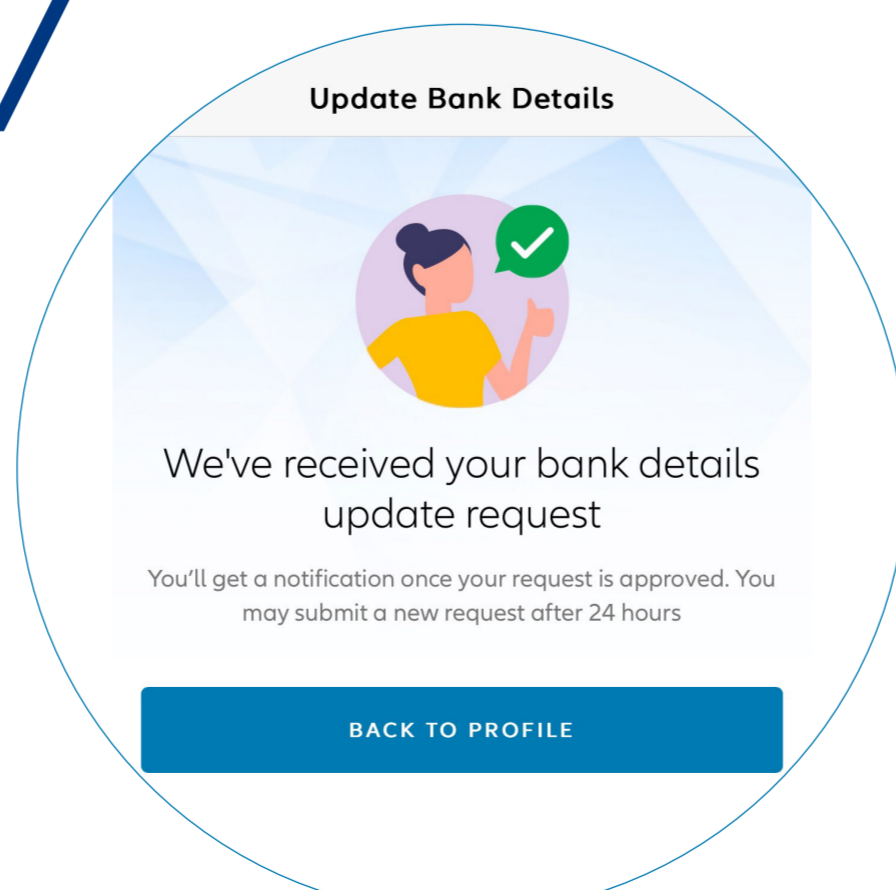 Update Bank Details
We've received your bank details
update request
You’ll get a notification once your request is approved. You
may submit a new request after 24 hours
BACK TO PROFILE